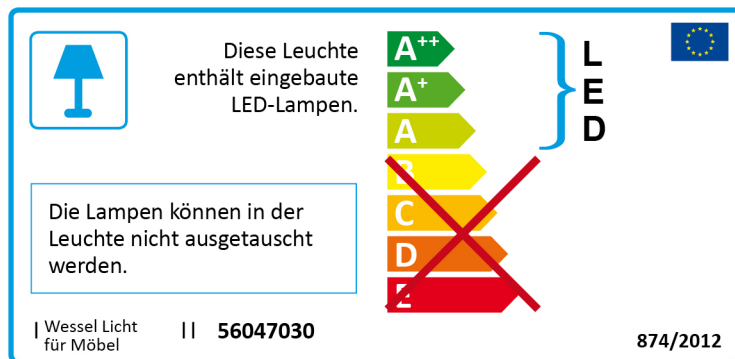 Diese Leuchte
enthält eingebaute
LED-Lampen.
A++
A+
A
B
C
D
E
L
E
D
Die Lampen können in der
Leuchte nicht ausgetauscht
werden.
I Wessel Licht
für Möbel
II 56047030
874/2012